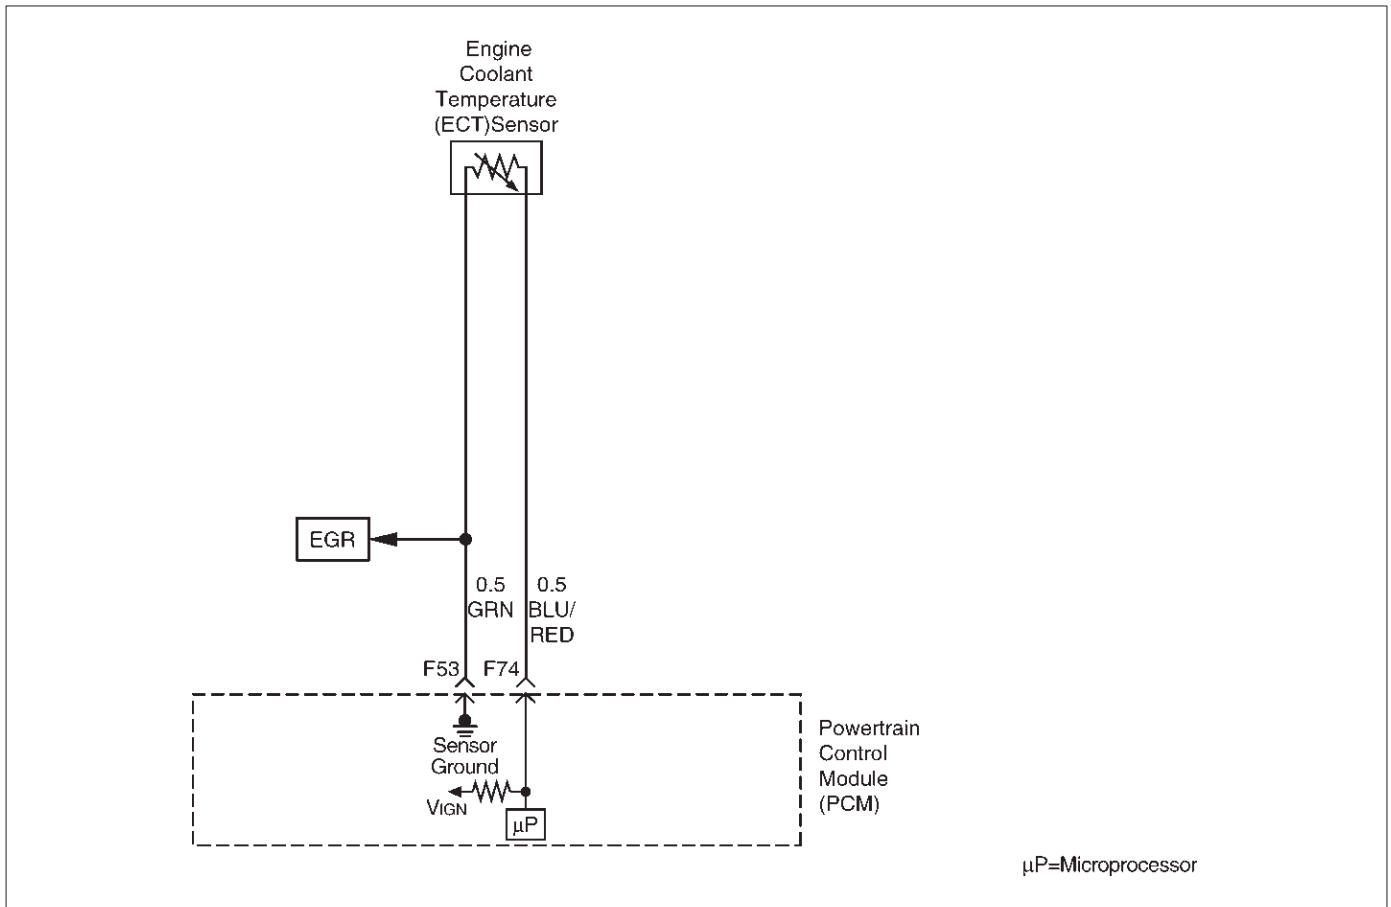 Engine
Coolant
Temperature
(ECT)Sensor
EGR
0.5
GRN
0.5
BLU/
RED
F53
F74
Sensor
Ground
VIGN
µP
Powertrain
Control
Module
(PCM)
µP=Microprocessor